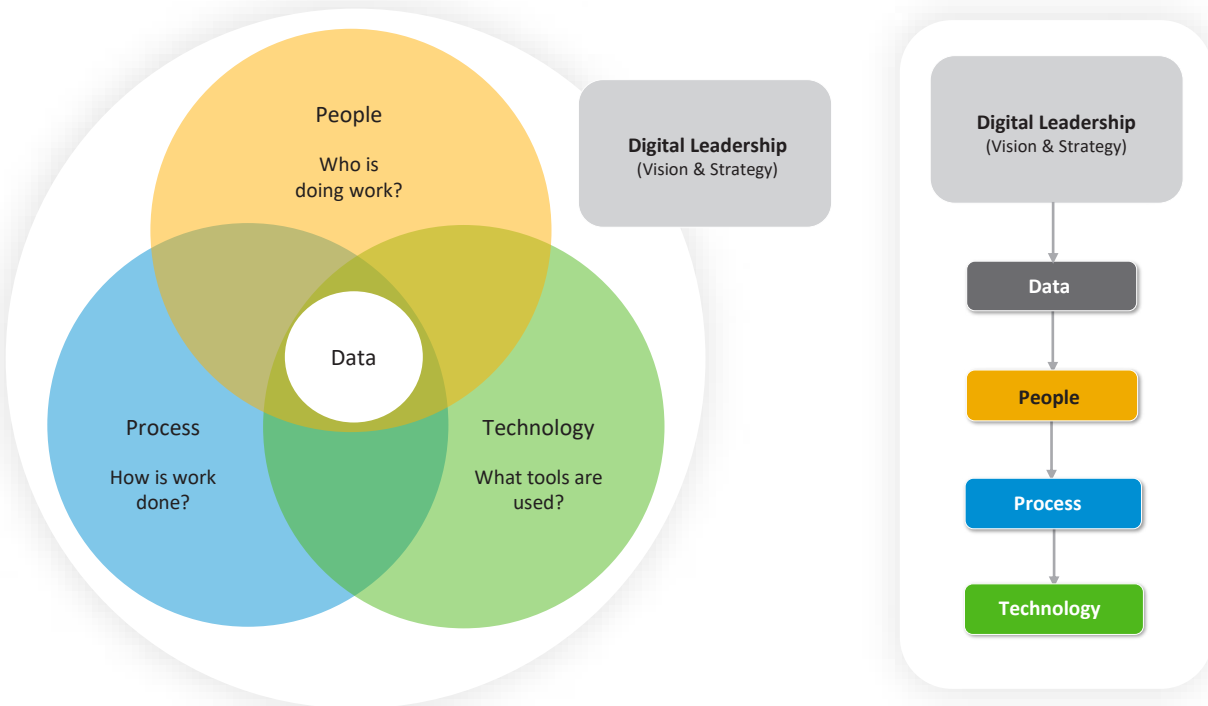 People
Who is
doing work?
Digital Leadership
(Vision & Strategy)
Data
Process
How is work
done?
Technology
What tools are
used?
Digital Leadership
(Vision & Strategy)
Data
People
Process
Technology